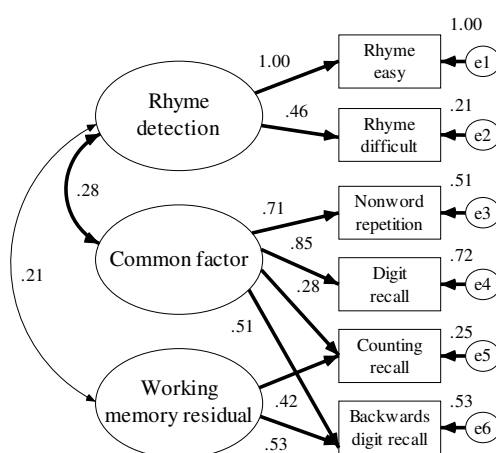 1.00
1.00
Rhyme
easy
e1
Rhyme
detection
.46
.21
Rhyme
difficult
e2
.28
.71
.51
Nonword
repetition
e3
Common factor
.85
.72
.28
Digit
recall
e4
.21
.51
.25
Counting
recall
e5
Working
memory residual
.42
.53
.53
Backwards
digit recall
e6